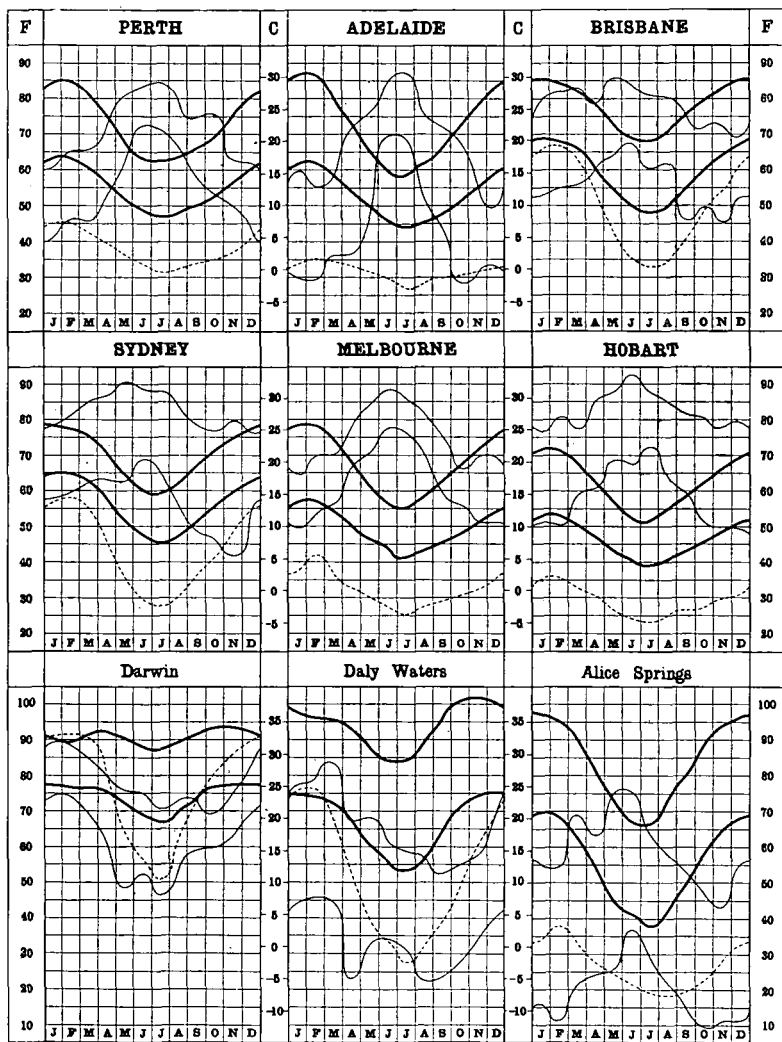 F PERTH C ADELAIDE C BRISBANE F
90 90
30 30
80 80
25 25
70 70
20 20
60 15 15 60
50 10 10 50
40 5 5 40
30 0 0 30
-5 -5
20 20
J F M A M J J A S O N D J F M A M J J A S O N D J F M A M J J A S O N D
SYDNEY MELBOURNE HOBART
90 90
30 30
80 80
25 25
70 70
20 20
60 15 15 60
50 10 10 50
40 5 5 40
30 0 0 30
-5 -5
20 20
J F M A M J J A S O N D J F M A M J J A S O N D J F M A M J J A S O N D
Darwin Daly Waters Alice Springs
100 100
35 35
90 90
30 30
80 80
25 25
70 70
20 20
60 60
15 15
50 10 10 50
40 5 5 40
30 0 0 30
20 -5 -5 20
10 -10 -10 10
J F M A M J J A S O N D J F M A M J J A S O N D J F M A M J J A S O N D